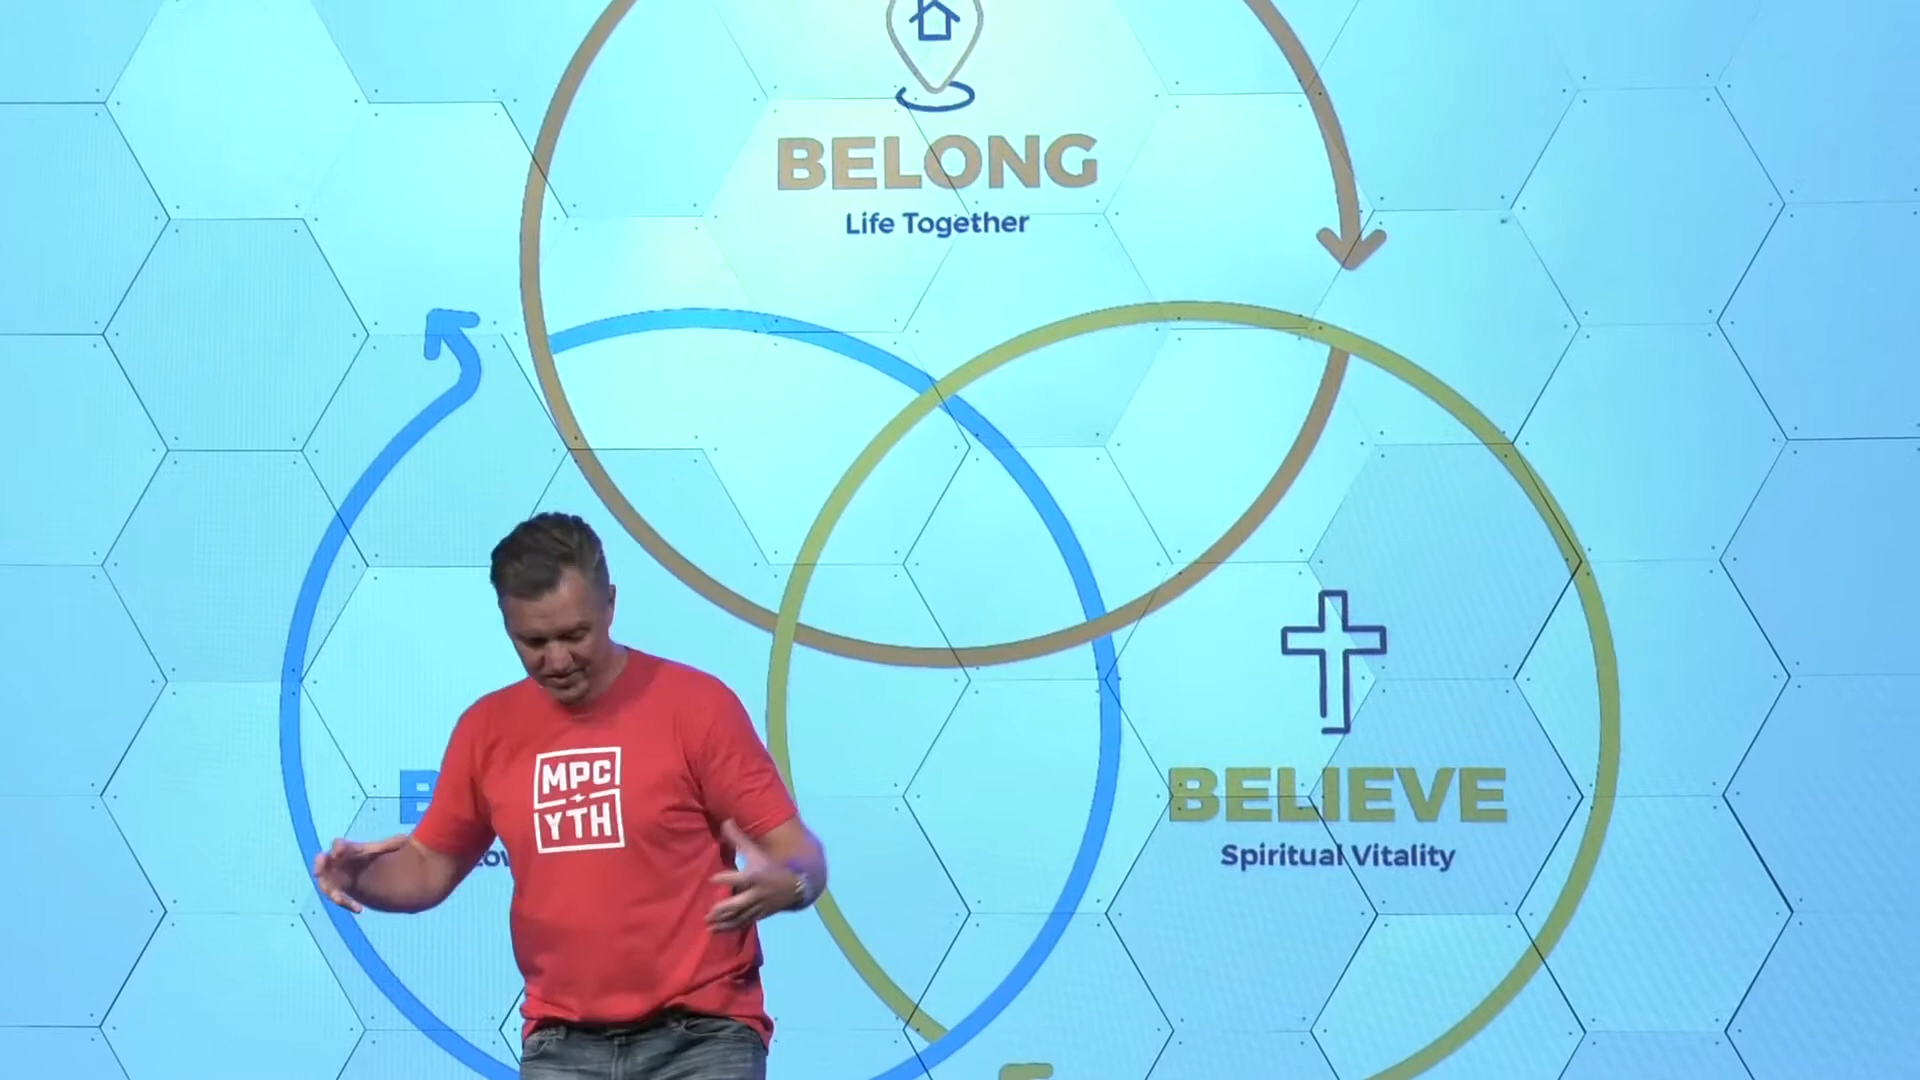 BELONG
Life Together
MPC
YTH
BELIEVE
Spiritual Vitality